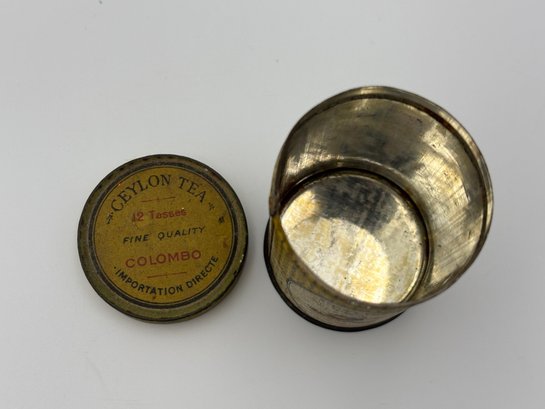 CEYLON TEA
12 Tasses
FINE QUALITY
COLOMBO
IMPORTATION DIRECTE